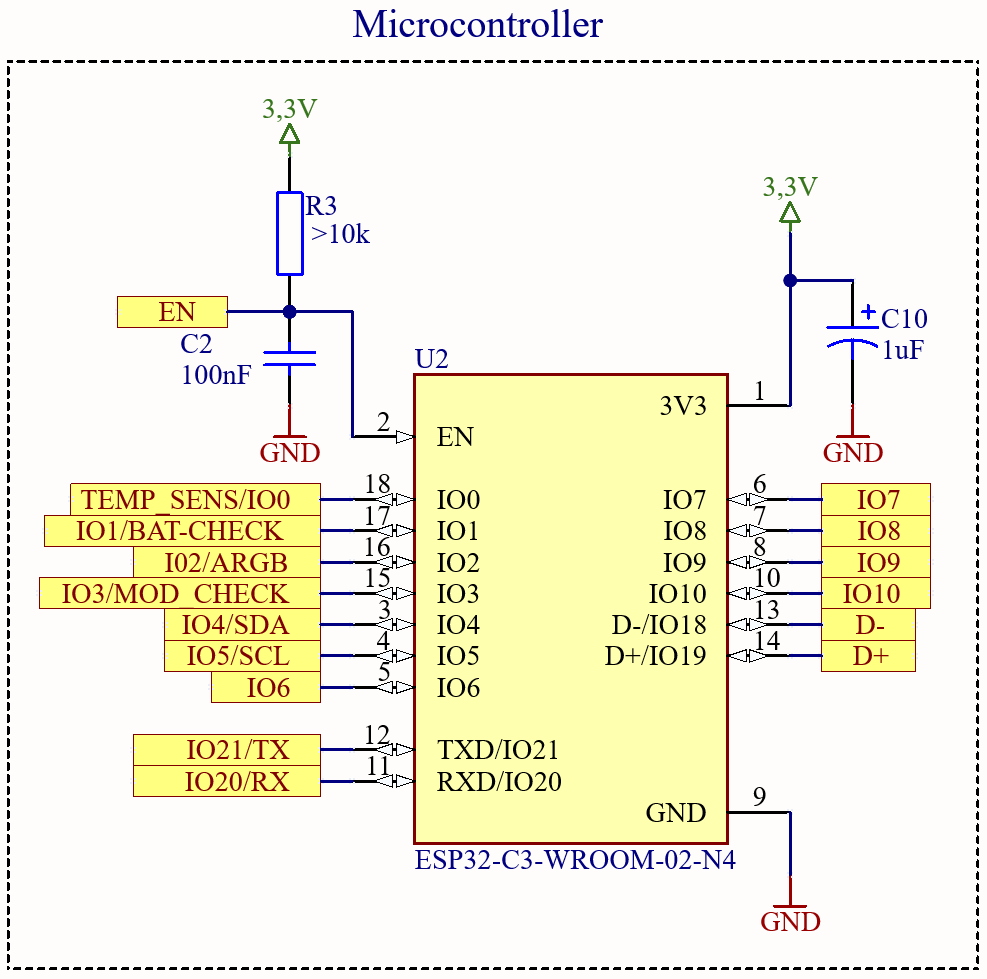 Microcontroller
3,3V
R3
>10k
3,3V
EN
C2
100nF
GND
C10
1uF
GND
U2
3V3
1
2
EN
TEMP_SENS/IO0
18
IO0
IO7
6
IO7
IO1/BAT-CHECK
17
IO1
IO8
7
IO8
I02/ARGB
16
IO2
IO9
8
IO9
IO3/MOD_CHECK
15
IO3
IO10
10
IO10
IO4/SDA
3
IO4
D-/IO18
13
D-
IO5/SCL
4
IO5
D+/IO19
14
D+
IO6
5
IO6
IO21/TX
12
TXD/IO21
IO20/RX
11
RXD/IO20
GND
9
ESP32-C3-WROOM-02-N4
GND